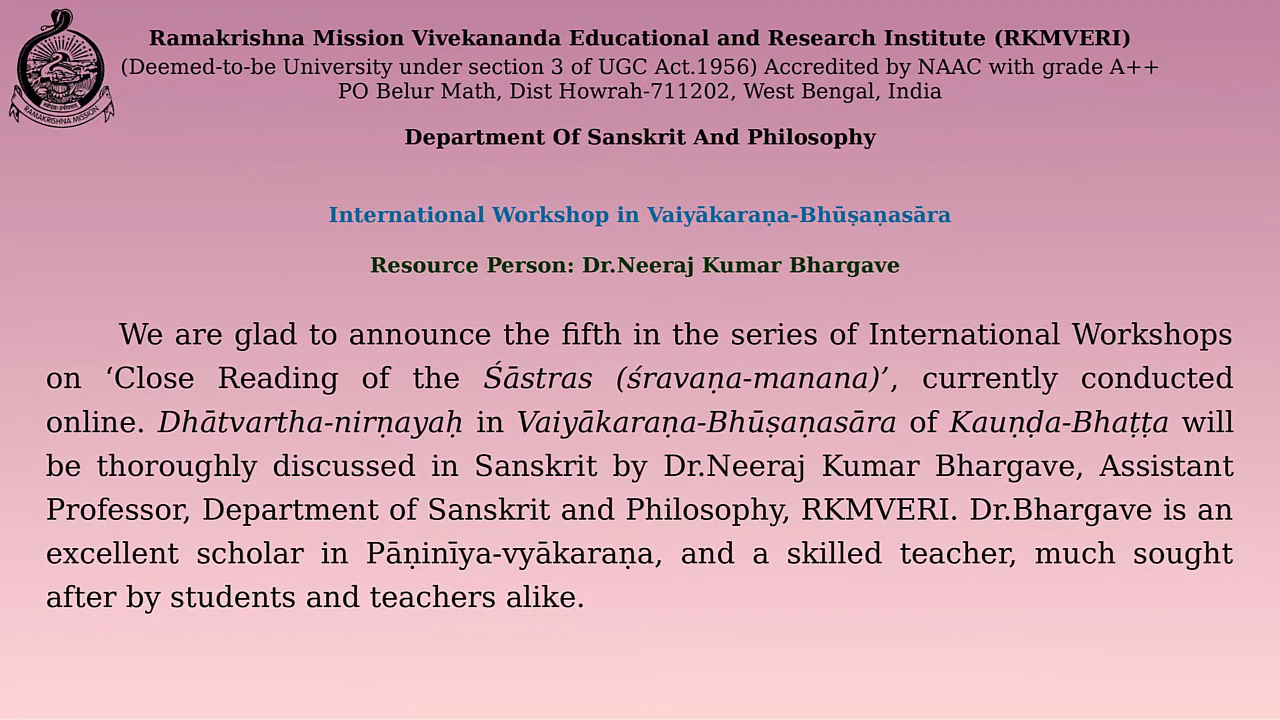 Ramakrishna Mission Vivekananda Educational and Research Institute (RKMVERI)
(Deemed-to-be University under section 3 of UGC Act.1956) Accredited by NAAC with grade A++
PO Belur Math, Dist Howrah-711202, West Bengal, India
RAMAKRISHNA MISSION
Department Of Sanskrit And Philosophy
International Workshop in Vaiyākaraṇa-Bhūṣaṇasāra
Resource Person: Dr.Neeraj Kumar Bhargave
We are glad to announce the fifth in the series of International Workshops
on ‘Close Reading of the Śāstras (śravaṇa-manana)’, currently conducted
online. Dhātvartha-nirṇayaḥ in Vaiyākaraṇa-Bhūṣaṇasāra of Kauṇḍa-Bhaṭṭa will
be thoroughly discussed in Sanskrit by Dr.Neeraj Kumar Bhargave, Assistant
Professor, Department of Sanskrit and Philosophy, RKMVERI. Dr.Bhargave is an
excellent scholar in Pāṇinīya-vyākaraṇa, and a skilled teacher, much sought
after by students and teachers alike.